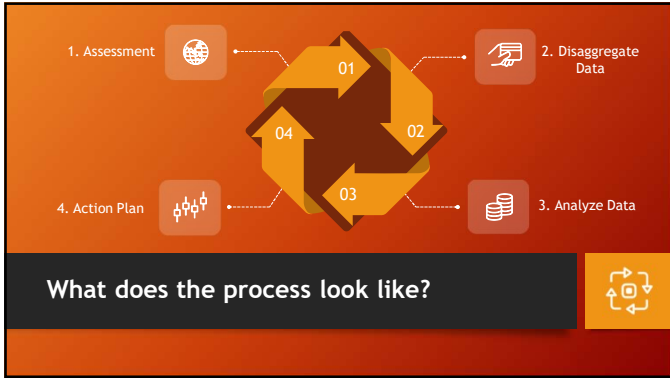 1. Assessment
01
2. Disaggregate
Data
04
02
03
4. Action Plan
3. Analyze Data
What does the process look like?